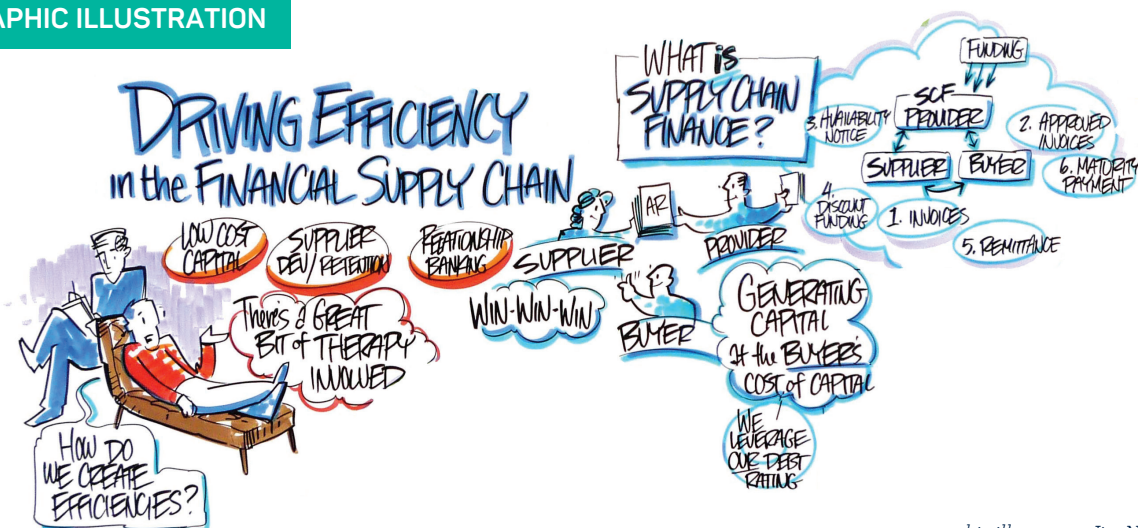 APHIC ILLUSTRATION
DRIVING EFFICIENCY
in the FINANCIAL SUPPLY CHAIN
LOW COST
CAPITAL
SUPPLIER
DEV/RETENTION
RELATIONSHIP
BANKING
There's a GREAT
BIT of THERAPY
INVOLVED
HOW DO
WE CREATE
EFFICIENCIES?
WHAT is
SUPPLY CHAIN
FINANCE?
SUPPLIER
AR
PROVIDER
WIN-WIN-WIN
BUYER
GENERATING
CAPITAL
At the BUYER'S
COST of CAPITAL
WE
LEVERAGE
OUR DEBT
RATING
FUNDING
SCF
PROVIDER
3. AVAILABILITY
NOTICE
2. APPROVED
INVOICES
SUPPLIER
BUYER
6. MATURITY
PAYMENT
4.
DISCOUNT
FUNDING
1. INVOICES
5. REMITTANCE